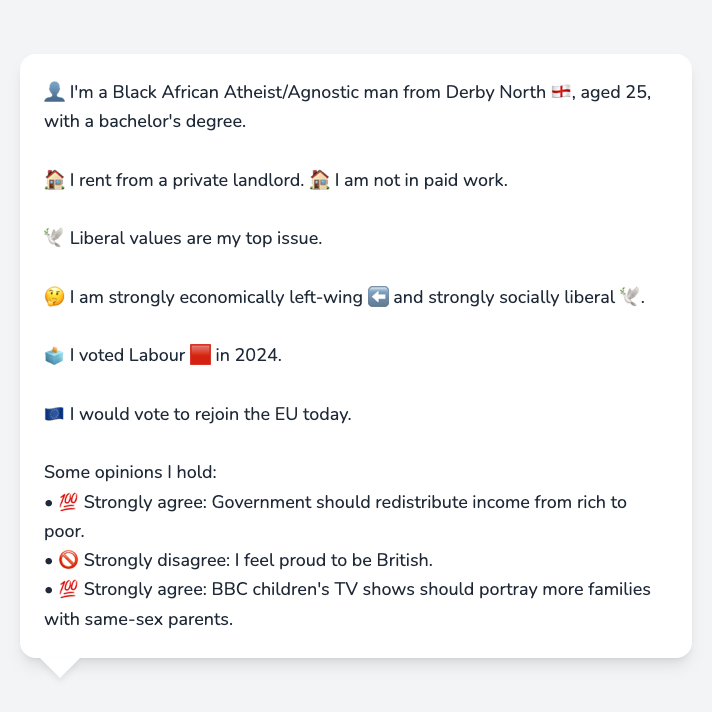 👤 I'm a Black African Atheist/Agnostic man from Derby North 🏴󠁧󠁢󠁥󠁮󠁧󠁿, aged 25,
with a bachelor's degree.
🏠 I rent from a private landlord. 🏠 I am not in paid work.
🕊️ Liberal values are my top issue.
🤔 I am strongly economically left-wing ⬅️ and strongly socially liberal 🕊️.
🗳️ I voted Labour 🟥 in 2024.
🇪🇺 I would vote to rejoin the EU today.
Some opinions I hold:
• 💯 Strongly agree: Government should redistribute income from rich to
poor.
• 🚫 Strongly disagree: I feel proud to be British.
• 💯 Strongly agree: BBC children's TV shows should portray more families
with same-sex parents.